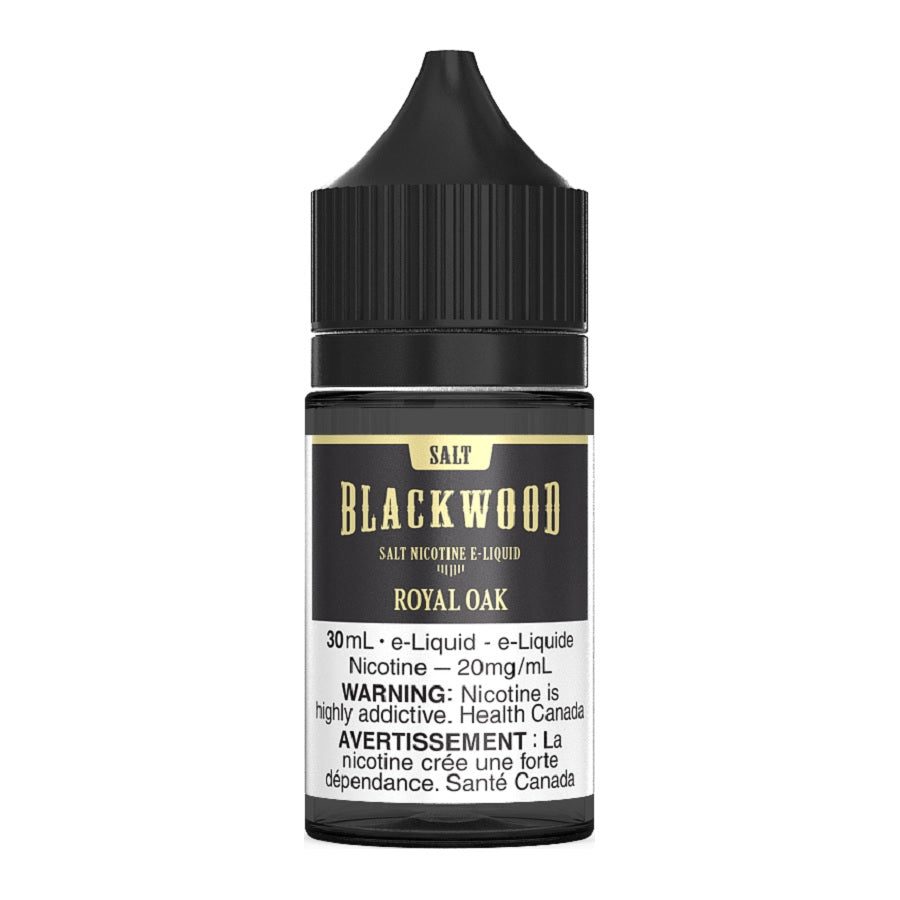 SALT
BLACKWOOD
SALT NICOTINE E-LIQUID
ROYAL OAK
30mL • e-Liquid - e-Liquide
Nicotine — 20mg/mL
WARNING: Nicotine is
highly addictive. Health Canada
AVERTISSEMENT : La
nicotine crée une forte
dépendance. Santé Canada